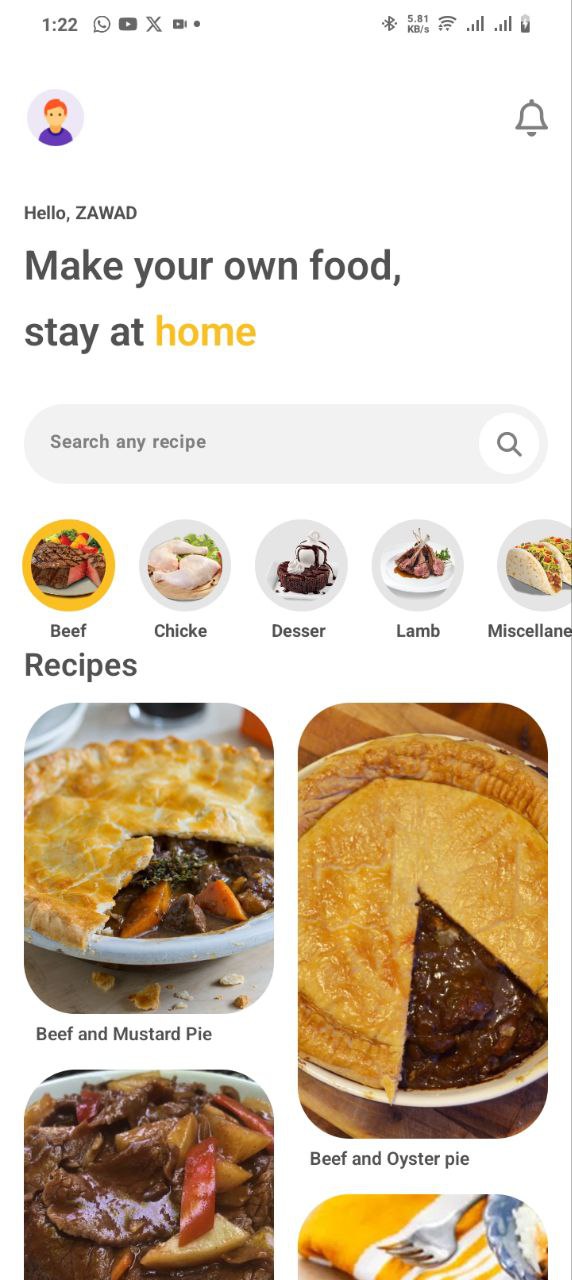 1:22
5.81
KB/s
Hello, ZAWAD
Make your own food,
stay at home
Search any recipe
Beef
Chicke
Desser
Lamb
Miscellane
Recipes
Beef and Mustard Pie
Beef and Oyster pie